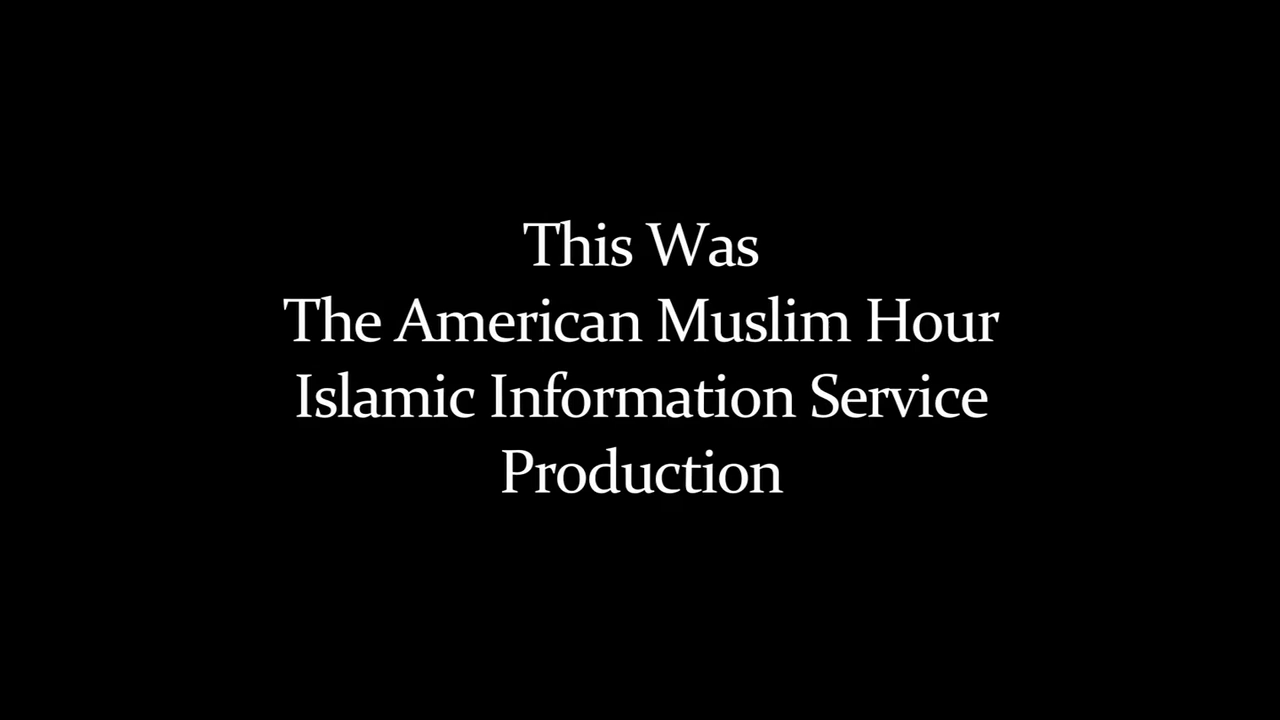 This Was
The American Muslim Hour
Islamic Information Service
Production